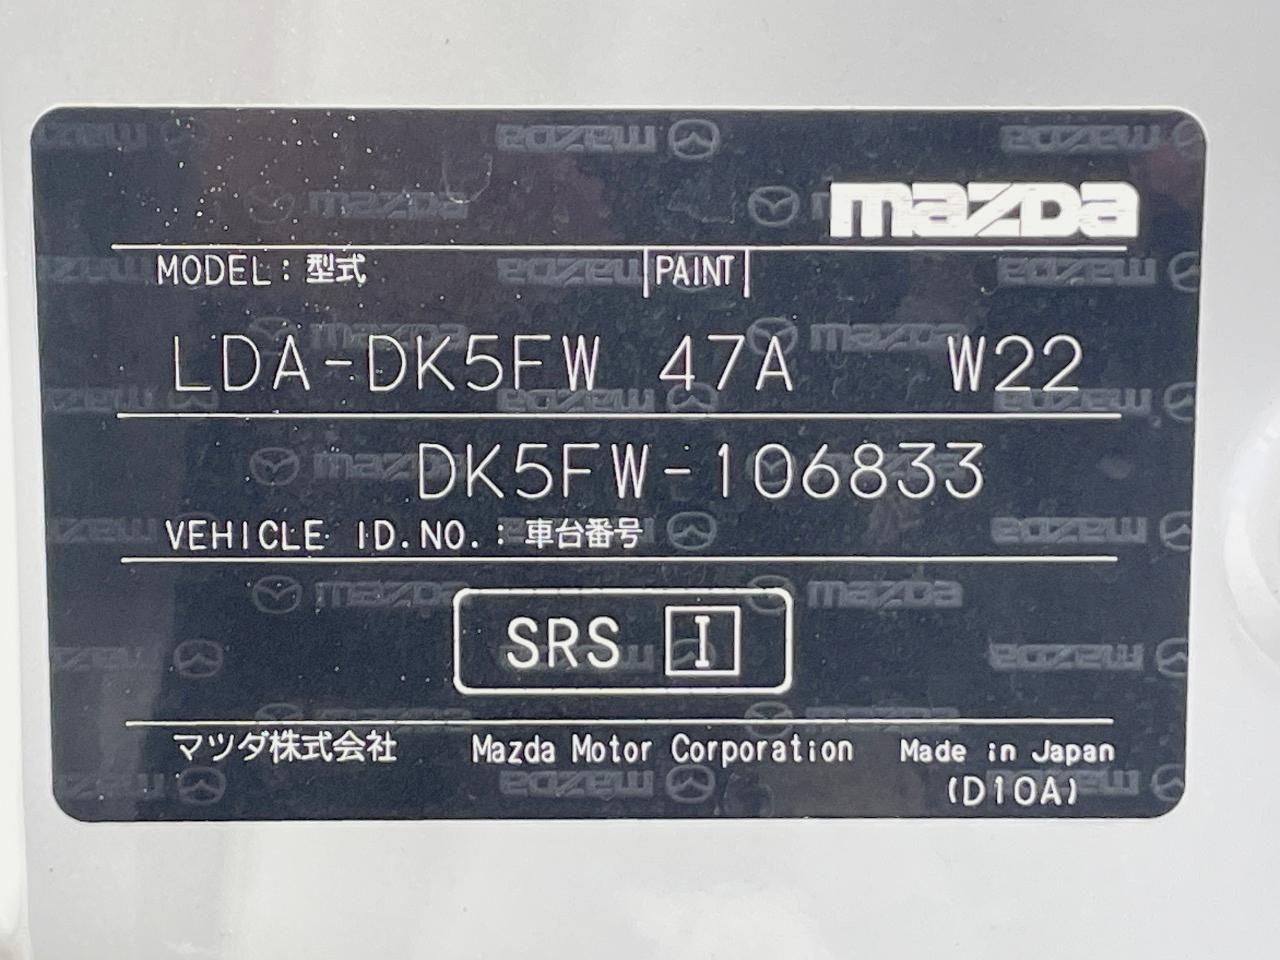 mazda
MODEL : 型式 |PAINT|
LDA-DK5FW 47A W22
DK5FW-106833
VEHICLE ID.NO. : 車台番号
SRS I
マツダ株式会社 Mazda Motor Corporation Made in Japan
(D10A)